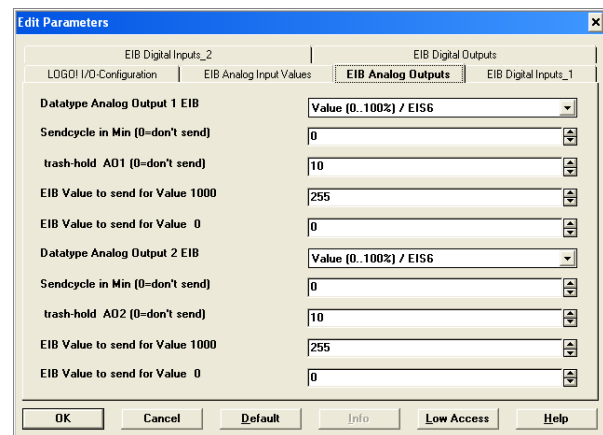 Edit Parameters
EIB Digital Inputs_2 EIB Digital Outputs
LOGO! I/O-Configuration EIB Analog Input Values EIB Analog Outputs EIB Digital Inputs_1
Datatype Analog Output 1 EIB Value (0..100%) / EIS6
Sendcycle in Min (0=don't send) 0
trash-hold AO1 (0=don't send) 10
EIB Value to send for Value 1000 255
EIB Value to send for Value 0 0
Datatype Analog Output 2 EIB Value (0..100%) / EIS6
Sendcycle in Min (0=don't send) 0
trash-hold AO2 (0=don't send) 10
EIB Value to send for Value 1000 255
EIB Value to send for Value 0 0
OK Cancel Default Info Low Access Help